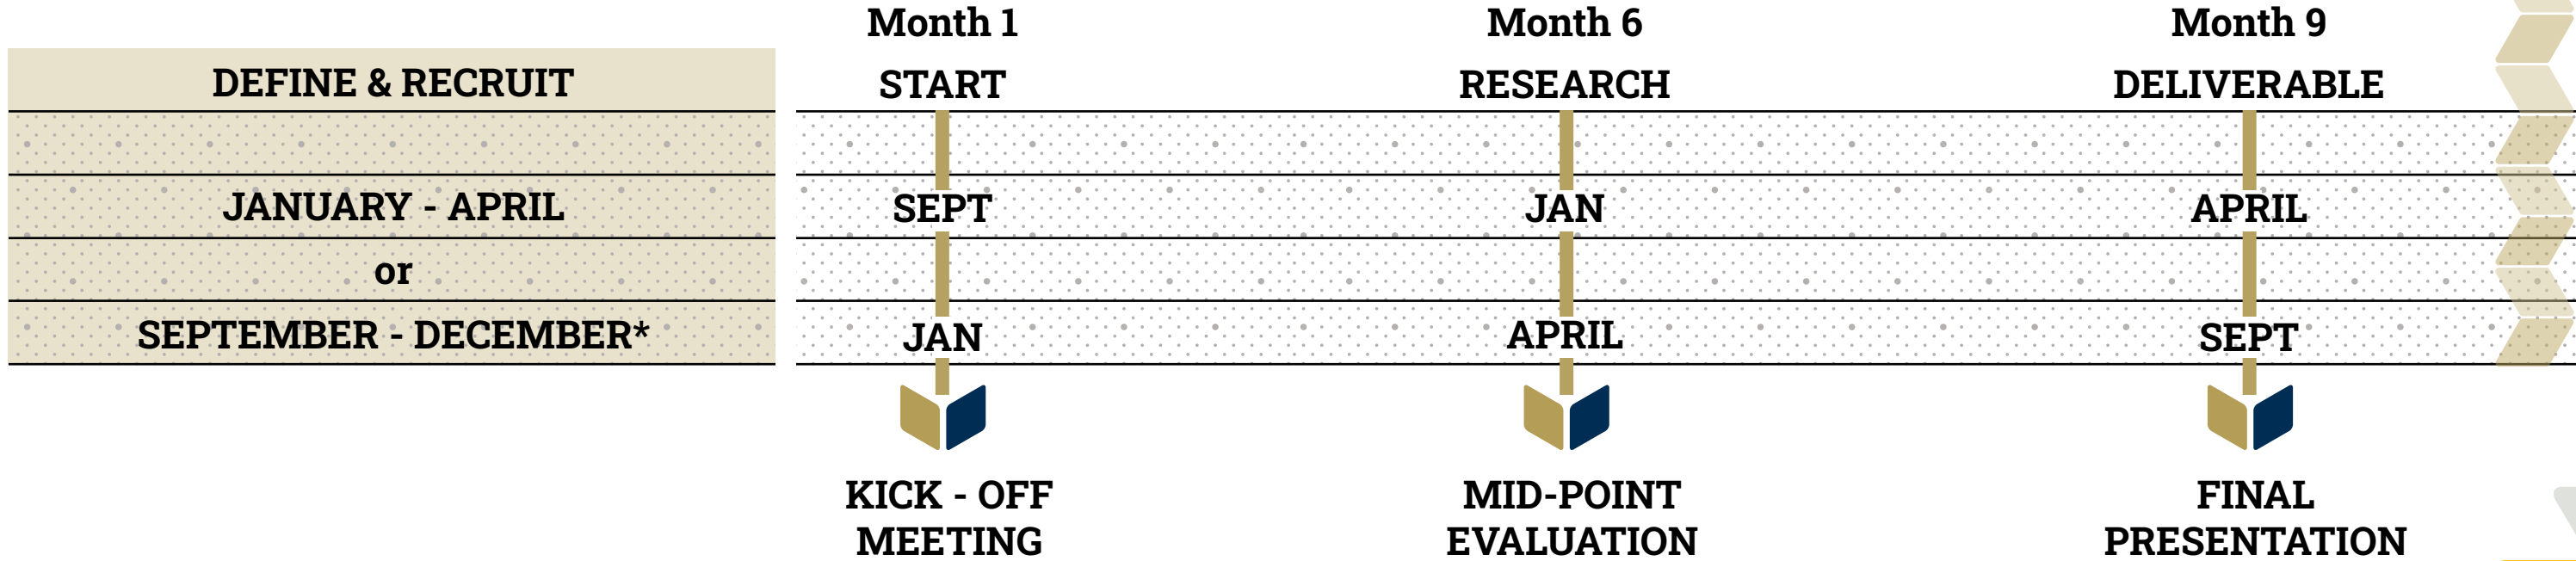 Month 1
Month 6
Month 9
DEFINE & RECRUIT
START
RESEARCH
DELIVERABLE
JANUARY - APRIL
SEPT
JAN
APRIL
or
SEPTEMBER - DECEMBER*
JAN
APRIL
SEPT
KICK - OFF
MEETING
MID-POINT
EVALUATION
FINAL
PRESENTATION